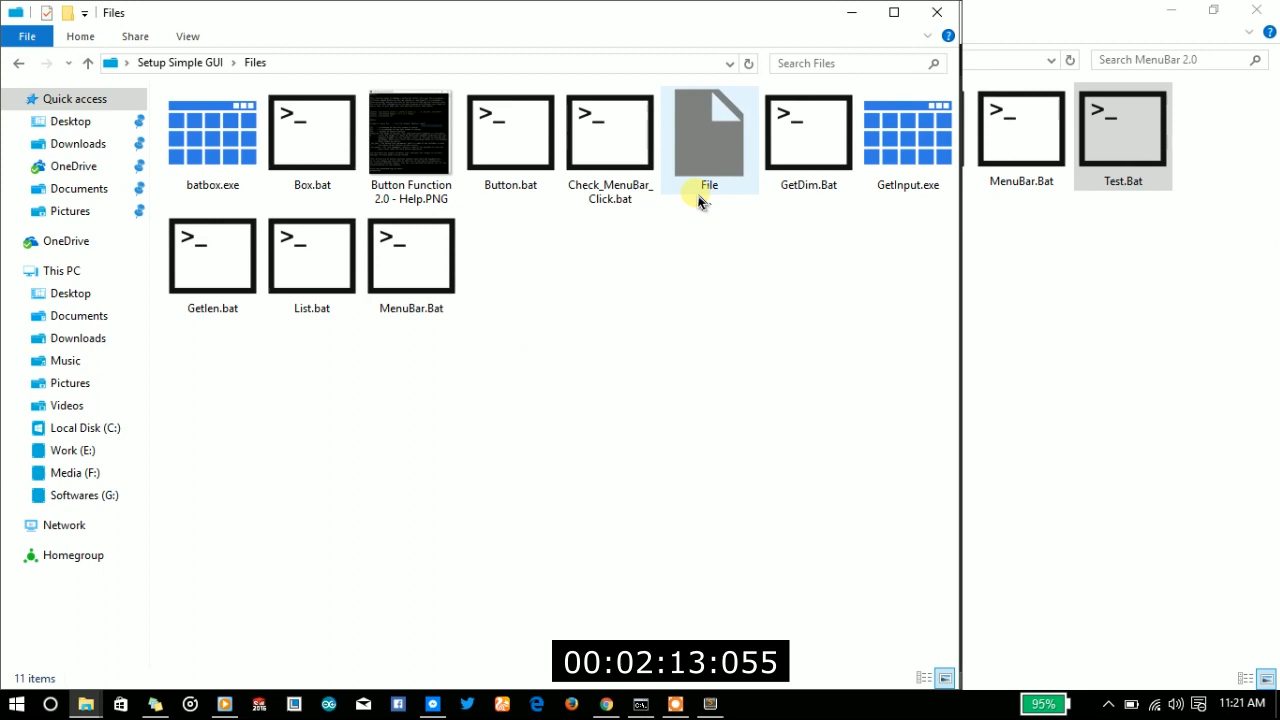 Files
File
Home
Share
View
Setup Simple GUI
Files
Search Files
Search MenuBar 2.0
Quick access
Desktop
Downloads
OneDrive
Documents
Pictures
OneDrive
This PC
Desktop
Documents
Downloads
Music
Pictures
Videos
Local Disk (C:)
Work (E:)
Media (F:)
Softwares (G:)
Network
Homegroup
>_
>_
>_
>_
>_
>_
batbox.exe
Box.bat
Button Function
2.0 - Help.PNG
Button.bat
Check_MenuBar_
Click.bat
File
GetDim.Bat
GetInput.exe
MenuBar.Bat
Test.Bat
>_
>_
>_
Getlen.bat
List.bat
MenuBar.Bat
00:02:13:055
11 items
95%
11:21 AM